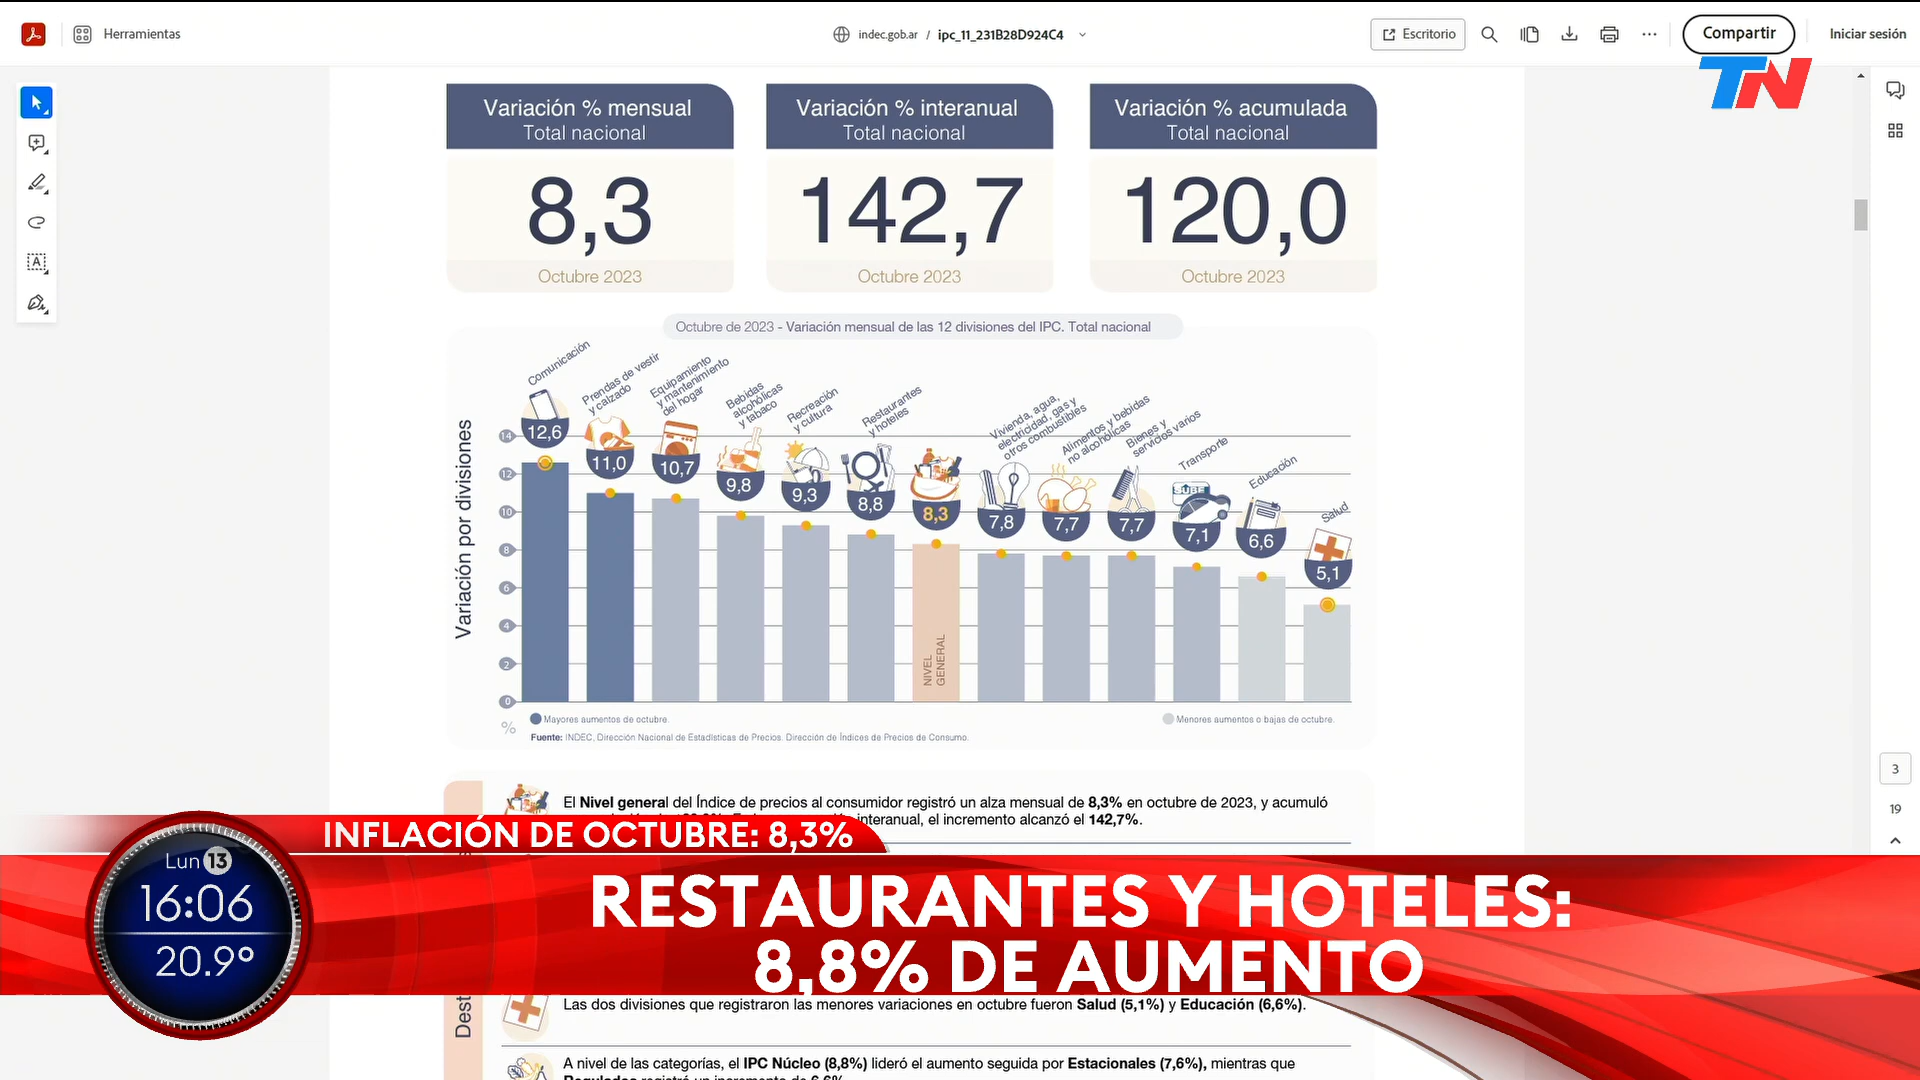 Herramientas
indec.gob.ar / ipc_11_231B28D924C4
Escritorio
Compartir
Iniciar sesión
TN
Variación % mensual
Total nacional
8,3
Octubre 2023
Variación % interanual
Total nacional
142,7
Octubre 2023
Variación % acumulada
Total nacional
120,0
Octubre 2023
Octubre de 2023 - Variación mensual de las 12 divisiones del IPC. Total nacional
Variación por divisiones
14
12
10
8
6
4
2
0
%
Comunicación
12,6
Prendas de vestir
y calzado
11,0
Equipamiento
y mantenimiento
del hogar
10,7
Bebidas
alcohólicas
y tabaco
9,8
Recreación
y cultura
9,3
Restaurantes
y hoteles
8,8
8,3
NIVEL
GENERAL
Vivienda, agua,
electricidad, gas y
otros combustibles
7,8
Alimentos y bebidas
no alcohólicas
7,7
Bienes y
servicios varios
7,7
Transporte
SUBE
7,1
Educación
6,6
Salud
5,1
Mayores aumentos de octubre.
Menores aumentos o bajas de octubre.
Fuente: INDEC, Dirección Nacional de Estadísticas de Precios. Dirección de Índices de Precios de Consumo.
3
19
El Nivel general del Índice de precios al consumidor registró un alza mensual de 8,3% en octubre de 2023, y acumuló
interanual, el incremento alcanzó el 142,7%.
INFLACIÓN DE OCTUBRE: 8,3%
Lun 13
16:06
20.9°
RESTAURANTES Y HOTELES:
8,8% DE AUMENTO
Dest
Las dos divisiones que registraron las menores variaciones en octubre fueron Salud (5,1%) y Educación (6,6%).
A nivel de las categorías, el IPC Núcleo (8,8%) lideró el aumento seguida por Estacionales (7,6%), mientras que